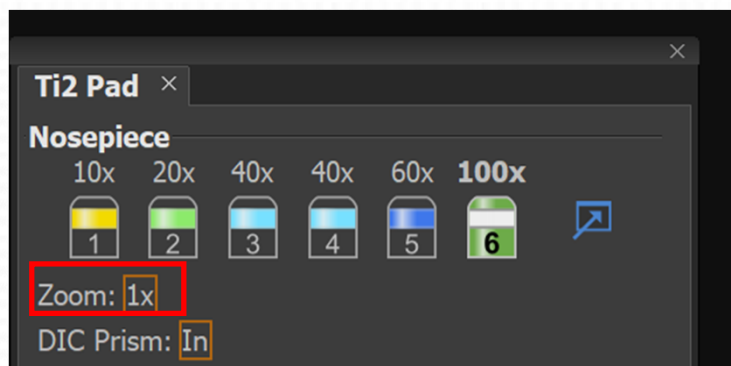 Ti2 Pad
Nosepiece
10x 20x 40x 40x 60x 100x
1 2 3 4 5 6
Zoom: 1x
DIC Prism: In